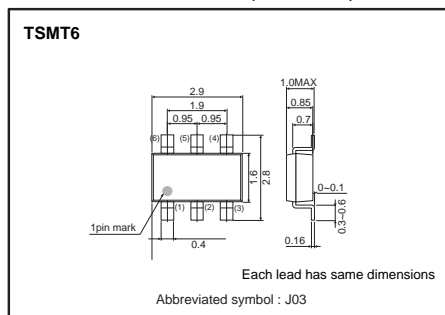 TSMT6
1.0MAX
2.9
1.9
0.85
0.95 0.95
0.7
(6) (5) (4)
1.6
2.8
0~0.1
(1) (2) (3)
1pin mark
0.3~0.6
0.4
0.16
Each lead has same dimensions
Abbreviated symbol : J03